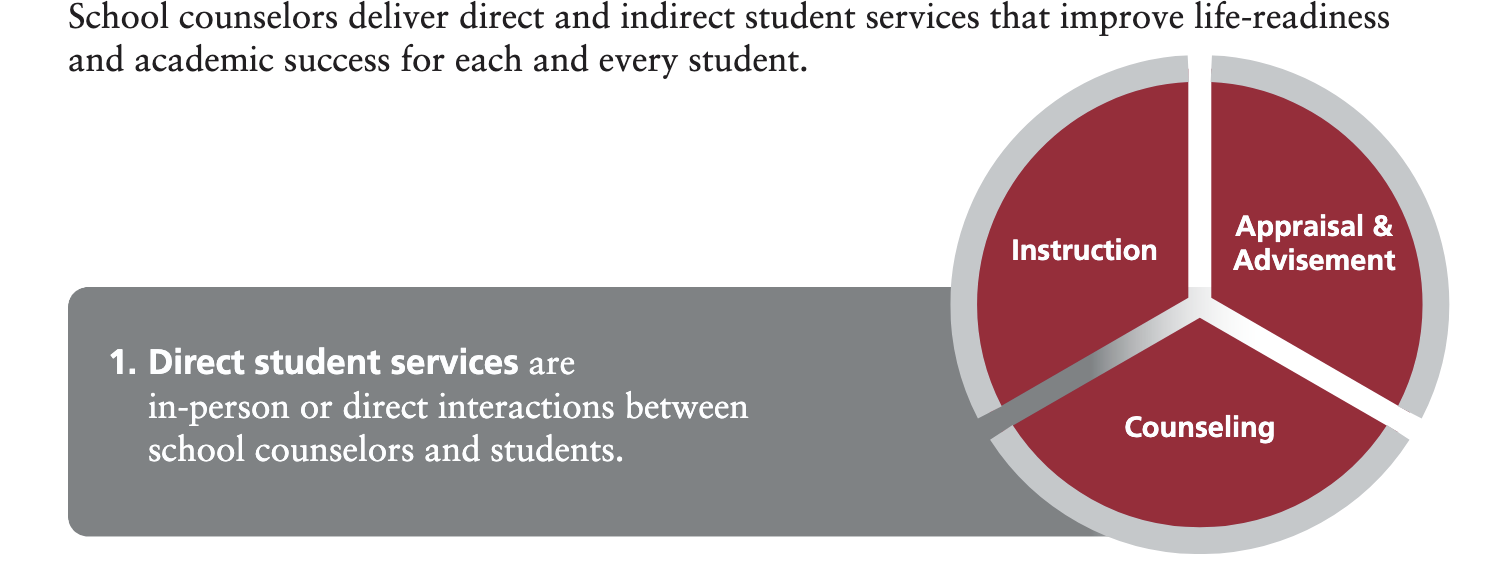 School counselors deliver direct and indirect student services that improve life-readiness
and academic success for each and every student.
Instruction
Appraisal &
Advisement
1. Direct student services are
in-person or direct interactions between
school counselors and students.
Counseling